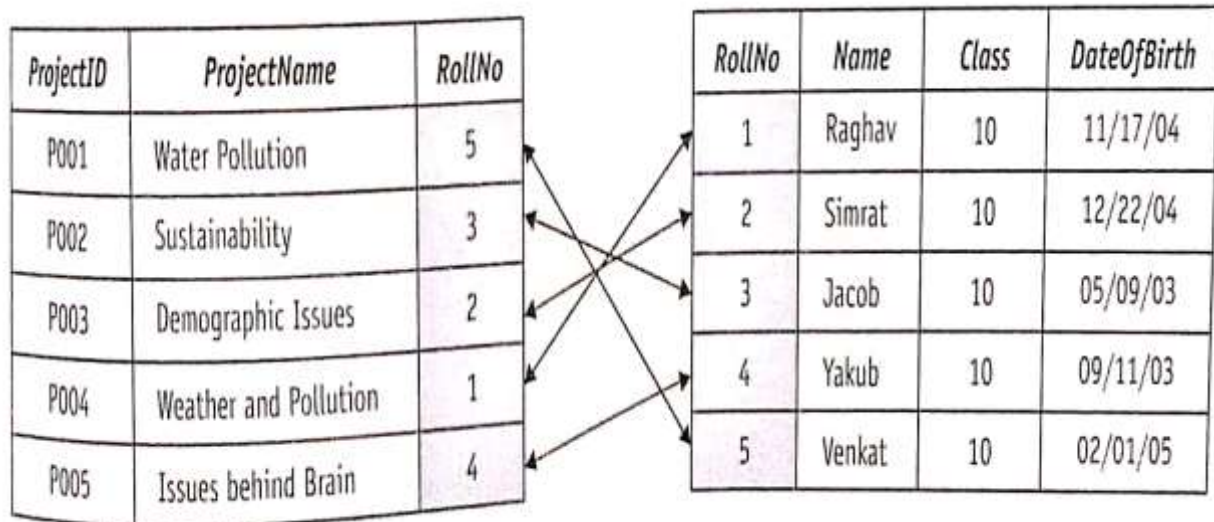 ProjectID ProjectName RollNo
P001 Water Pollution 5
P002 Sustainability 3
P003 Demographic Issues 2
P004 Weather and Pollution 1
P005 Issues behind Brain 4
RollNo Name Class DateOfBirth
1 Raghav 10 11/17/04
2 Simrat 10 12/22/04
3 Jacob 10 05/09/03
4 Yakub 10 09/11/03
5 Venkat 10 02/01/05